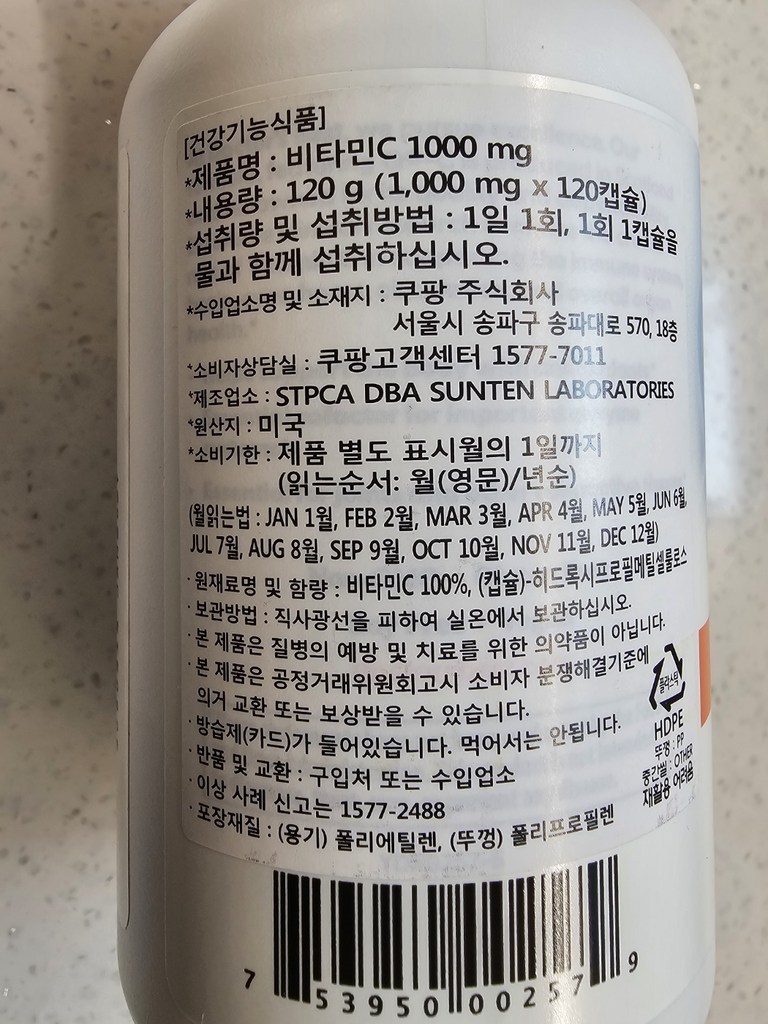 [건강기능식품]
*제품명 : 비타민C 1000 mg
*내용량 : 120 g (1,000 mg x 120캡슐)
*섭취량 및 섭취방법 : 1일 1회, 1회 1캡슐을
물과 함께 섭취하십시오.
*수입업소명 및 소재지 : 쿠팡 주식회사
서울시 송파구 송파대로 570, 18층
*소비자상담실 : 쿠팡고객센터 1577-7011
*제조업소 : STPCA DBA SUNTEN LABORATORIES
*원산지 : 미국
*소비기한 : 제품 별도 표시월의 1일까지
(읽는순서: 월(영문)/년순)
(월읽는법 : JAN 1월, FEB 2월, MAR 3월, APR 4월, MAY 5월, JUN 6월,
JUL 7월, AUG 8월, SEP 9월, OCT 10월, NOV 11월, DEC 12월)
· 원재료명 및 함량 : 비타민C 100%, (캡슐)-히드록시프로필메틸셀룰로스
· 보관방법 : 직사광선을 피하여 실온에서 보관하십시오.
· 본 제품은 질병의 예방 및 치료를 위한 의약품이 아닙니다.
· 본 제품은 공정거래위원회고시 소비자 분쟁해결기준에
의거 교환 또는 보상받을 수 있습니다.
· 방습제(카드)가 들어있습니다. 먹어서는 안됩니다.
· 반품 및 교환 : 구입처 또는 수입업소
· 이상 사례 신고는 1577-2488
· 포장재질 : (용기) 폴리에틸렌, (뚜껑) 폴리프로필렌
플라스틱
HDPE
뚜껑 : PP
중간씰 : OTHER
재활용 어려움
7 53950 00257 9